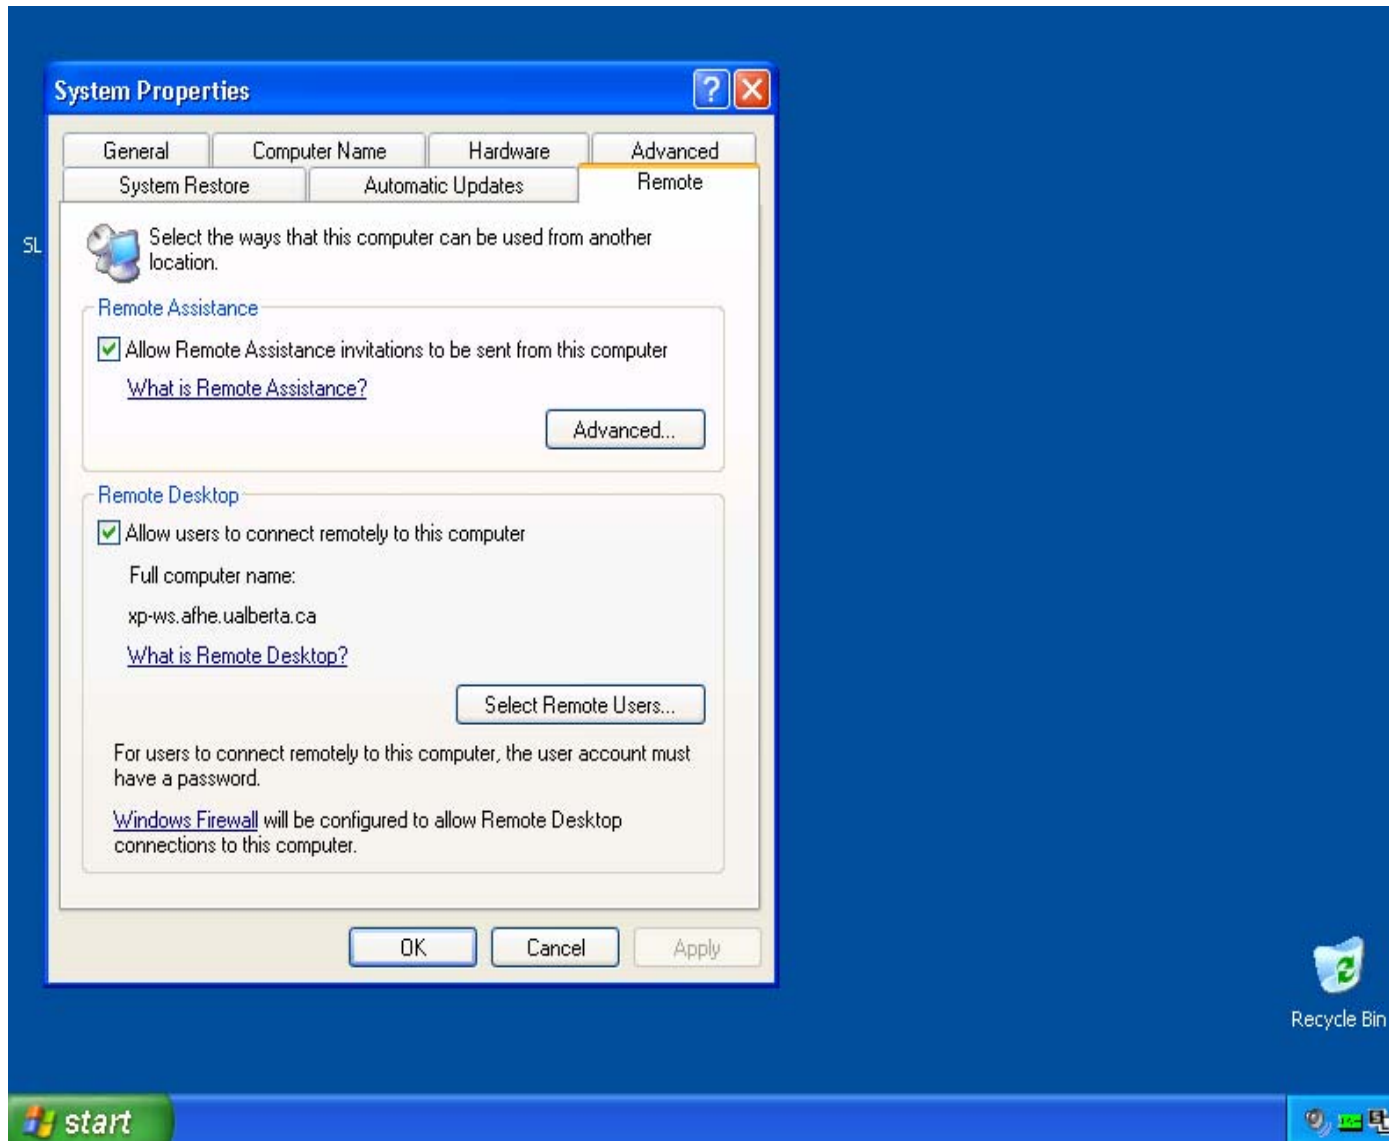 System Properties
General Computer Name Hardware Advanced
System Restore Automatic Updates Remote
SL
Select the ways that this computer can be used from another
location.
Remote Assistance
Allow Remote Assistance invitations to be sent from this computer
What is Remote Assistance?
Advanced...
Remote Desktop
Allow users to connect remotely to this computer
Full computer name:
xp-ws.afhe.ualberta.ca
What is Remote Desktop?
Select Remote Users...
For users to connect remotely to this computer, the user account must
have a password.
Windows Firewall will be configured to allow Remote Desktop
connections to this computer.
OK Cancel Apply
Recycle Bin
start